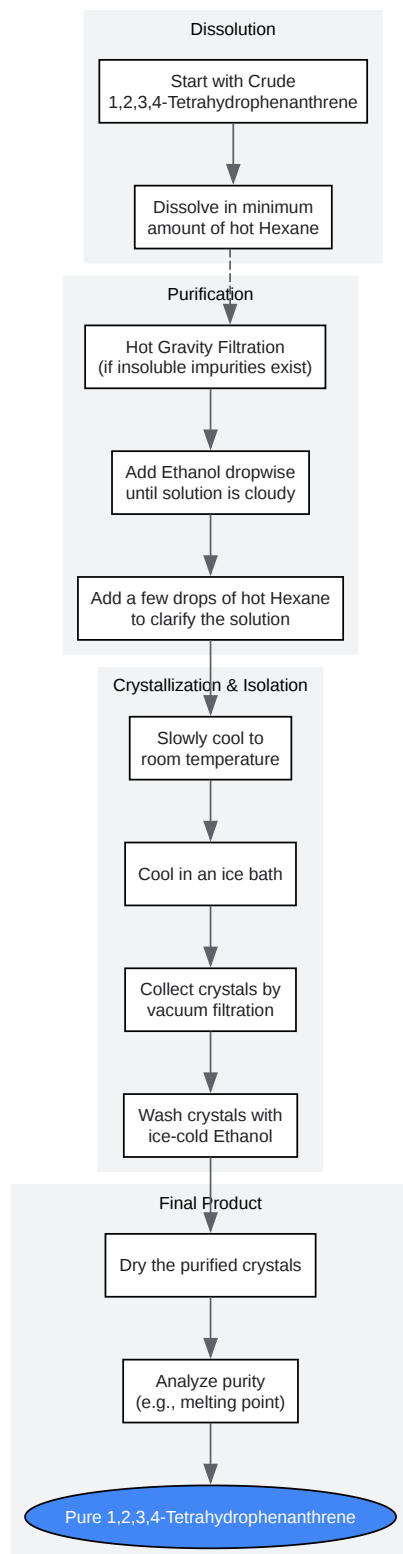 Dissolution
Start with Crude
1,2,3,4-Tetrahydrophenanthrene
Dissolve in minimum
amount of hot Hexane
Purification
Hot Gravity Filtration
(if insoluble impurities exist)
Add Ethanol dropwise
until solution is cloudy
Add a few drops of hot Hexane
to clarify the solution
Crystallization & Isolation
Slowly cool to
room temperature
Cool in an ice bath
Collect crystals by
vacuum filtration
Wash crystals with
ice-cold Ethanol
Final Product
Dry the purified crystals
Analyze purity
(e.g., melting point)
Pure 1,2,3,4-Tetrahydrophenanthrene